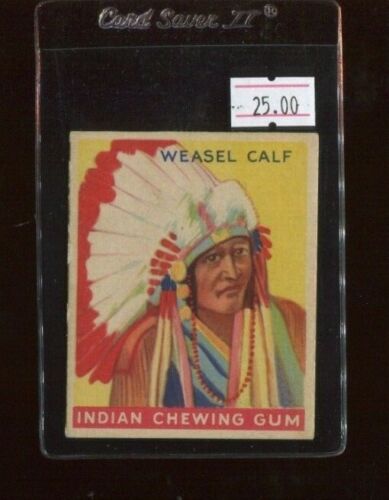 Card Saver II®
25.00
WEASEL CALF
INDIAN CHEWING GUM